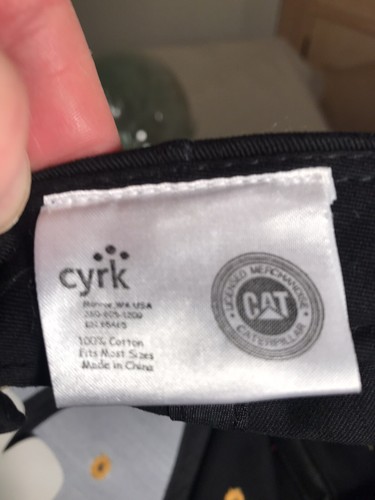 cyrk
Monroe, WA USA
100% Cotton
Fits Most Sizes
Made in China
LICENSED MERCHANDISE
CAT
CATERPILLAR